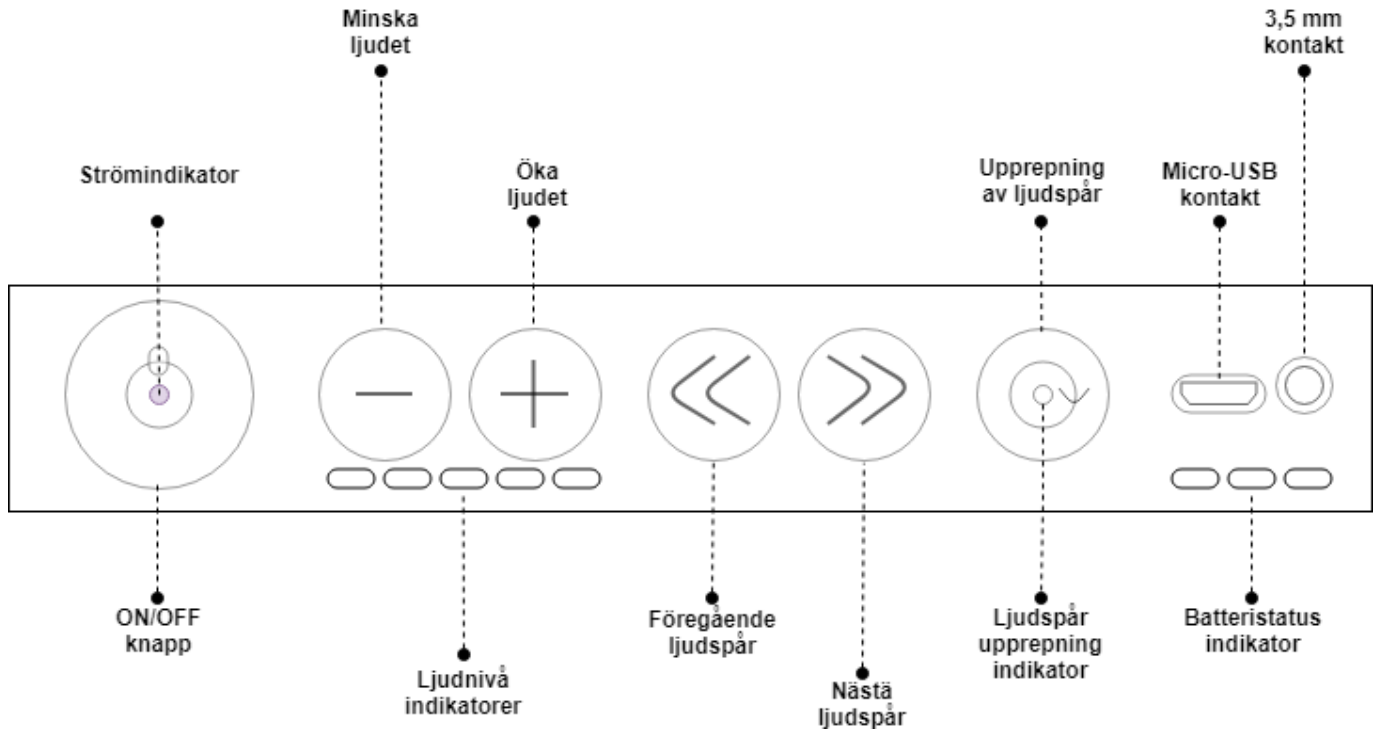 Minska
ljudet
3,5 mm
kontakt
Strömindikator
Öka
ljudet
Upprepning
av ljudspår
Micro-USB
kontakt
ON/OFF
knapp
Ljudnivå
indikatorer
Föregående
ljudspår
Nästä
ljudspår
Ljudspår
upprepning
indikator
Batteristatus
indikator